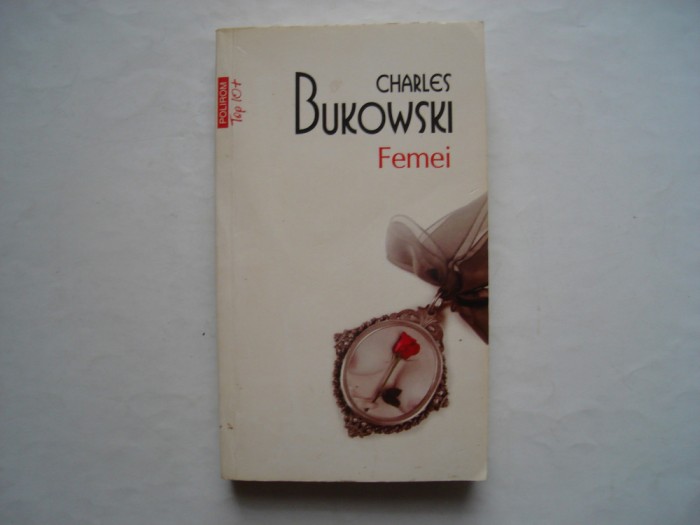 CHARLES
BUKOWSKI
Femei
POLIROM
Top 10+